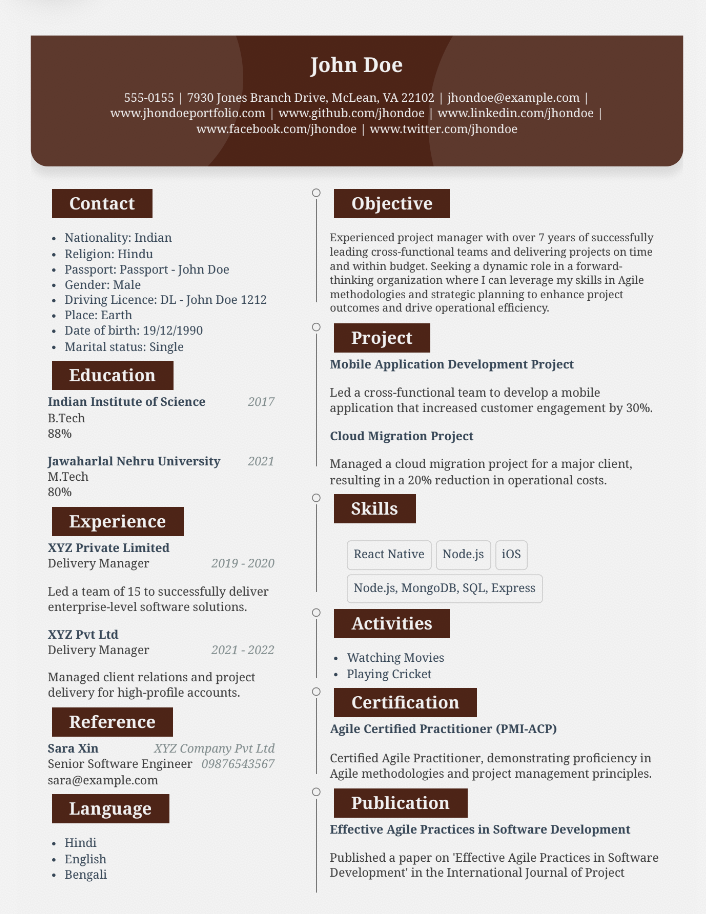 John Doe
555-0155 | 7930 Jones Branch Drive, McLean, VA 22102 | jhondoe@example.com |
www.jhondoeportfolio.com | www.github.com/jhondoe | www.linkedin.com/jhondoe |
www.facebook.com/jhondoe | www.twitter.com/jhondoe
Contact
• Nationality: Indian
• Religion: Hindu
• Passport: Passport - John Doe
• Gender: Male
• Driving Licence: DL - John Doe 1212
• Place: Earth
• Date of birth: 19/12/1990
• Marital status: Single
Education
Indian Institute of Science 2017
B.Tech
88%
Jawaharlal Nehru University 2021
M.Tech
80%
Experience
XYZ Private Limited
Delivery Manager 2019 - 2020
Led a team of 15 to successfully deliver
enterprise-level software solutions.
XYZ Pvt Ltd
Delivery Manager 2021 - 2022
Managed client relations and project
delivery for high-profile accounts.
Reference
Sara Xin XYZ Company Pvt Ltd
Senior Software Engineer 09876543567
sara@example.com
Language
• Hindi
• English
• Bengali
Objective
Experienced project manager with over 7 years of successfully
leading cross-functional teams and delivering projects on time
and within budget. Seeking a dynamic role in a forward-
thinking organization where I can leverage my skills in Agile
methodologies and strategic planning to enhance project
outcomes and drive operational efficiency.
Project
Mobile Application Development Project
Led a cross-functional team to develop a mobile
application that increased customer engagement by 30%.
Cloud Migration Project
Managed a cloud migration project for a major client,
resulting in a 20% reduction in operational costs.
Skills
React Native Node.js iOS
Node.js, MongoDB, SQL, Express
Activities
• Watching Movies
• Playing Cricket
Certification
Agile Certified Practitioner (PMI-ACP)
Certified Agile Practitioner, demonstrating proficiency in
Agile methodologies and project management principles.
Publication
Effective Agile Practices in Software Development
Published a paper on 'Effective Agile Practices in Software
Development' in the International Journal of Project